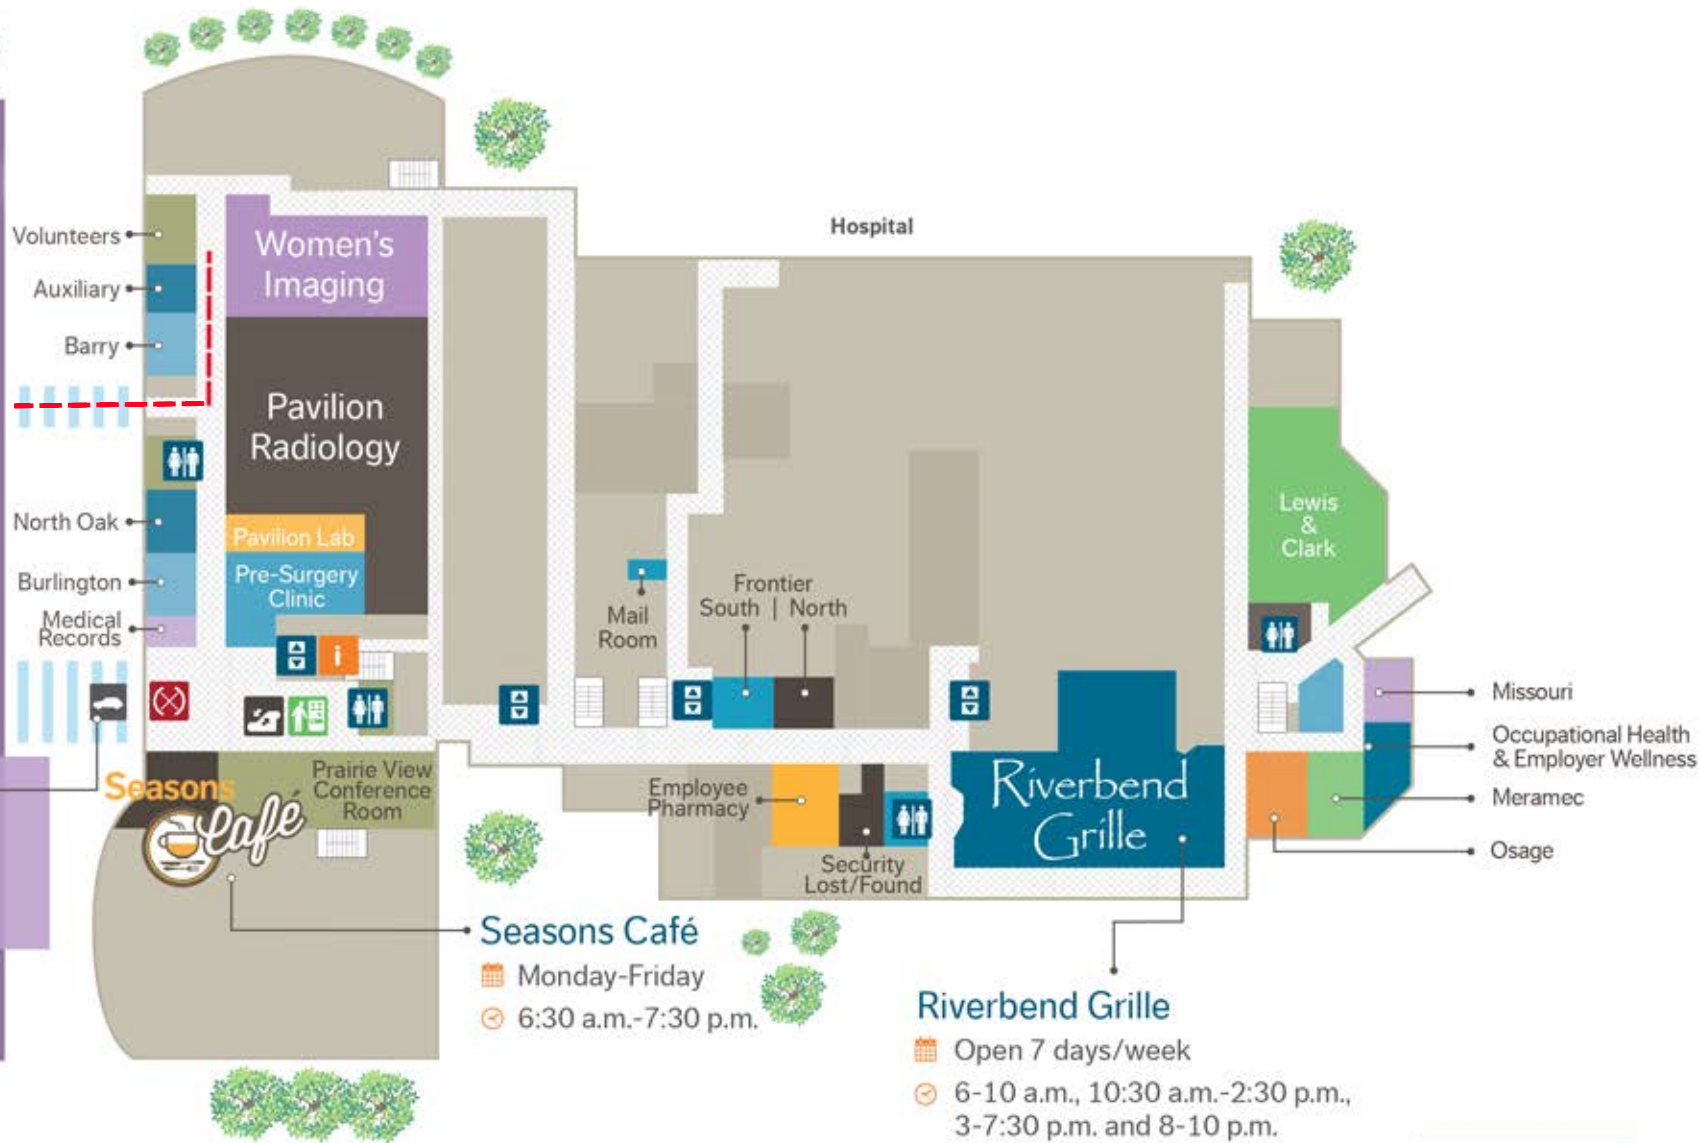 Hospital
Volunteers
Auxiliary
Barry
North Oak
Burlington
Medical
Records
Women's
Imaging
Pavilion
Radiology
Pavilion Lab
Pre-Surgery
Clinic
i
Mail
Room
Frontier
South | North
Lewis
&
Clark
Missouri
Occupational Health
& Employer Wellness
Meramec
Osage
Seasons
Café
Prairie View
Conference
Room
Employee
Pharmacy
Security
Lost/Found
Riverbend
Grille
Seasons Café
Monday-Friday
6:30 a.m.-7:30 p.m.
Riverbend Grille
Open 7 days/week
6-10 a.m., 10:30 a.m.-2:30 p.m.,
3-7:30 p.m. and 8-10 p.m.